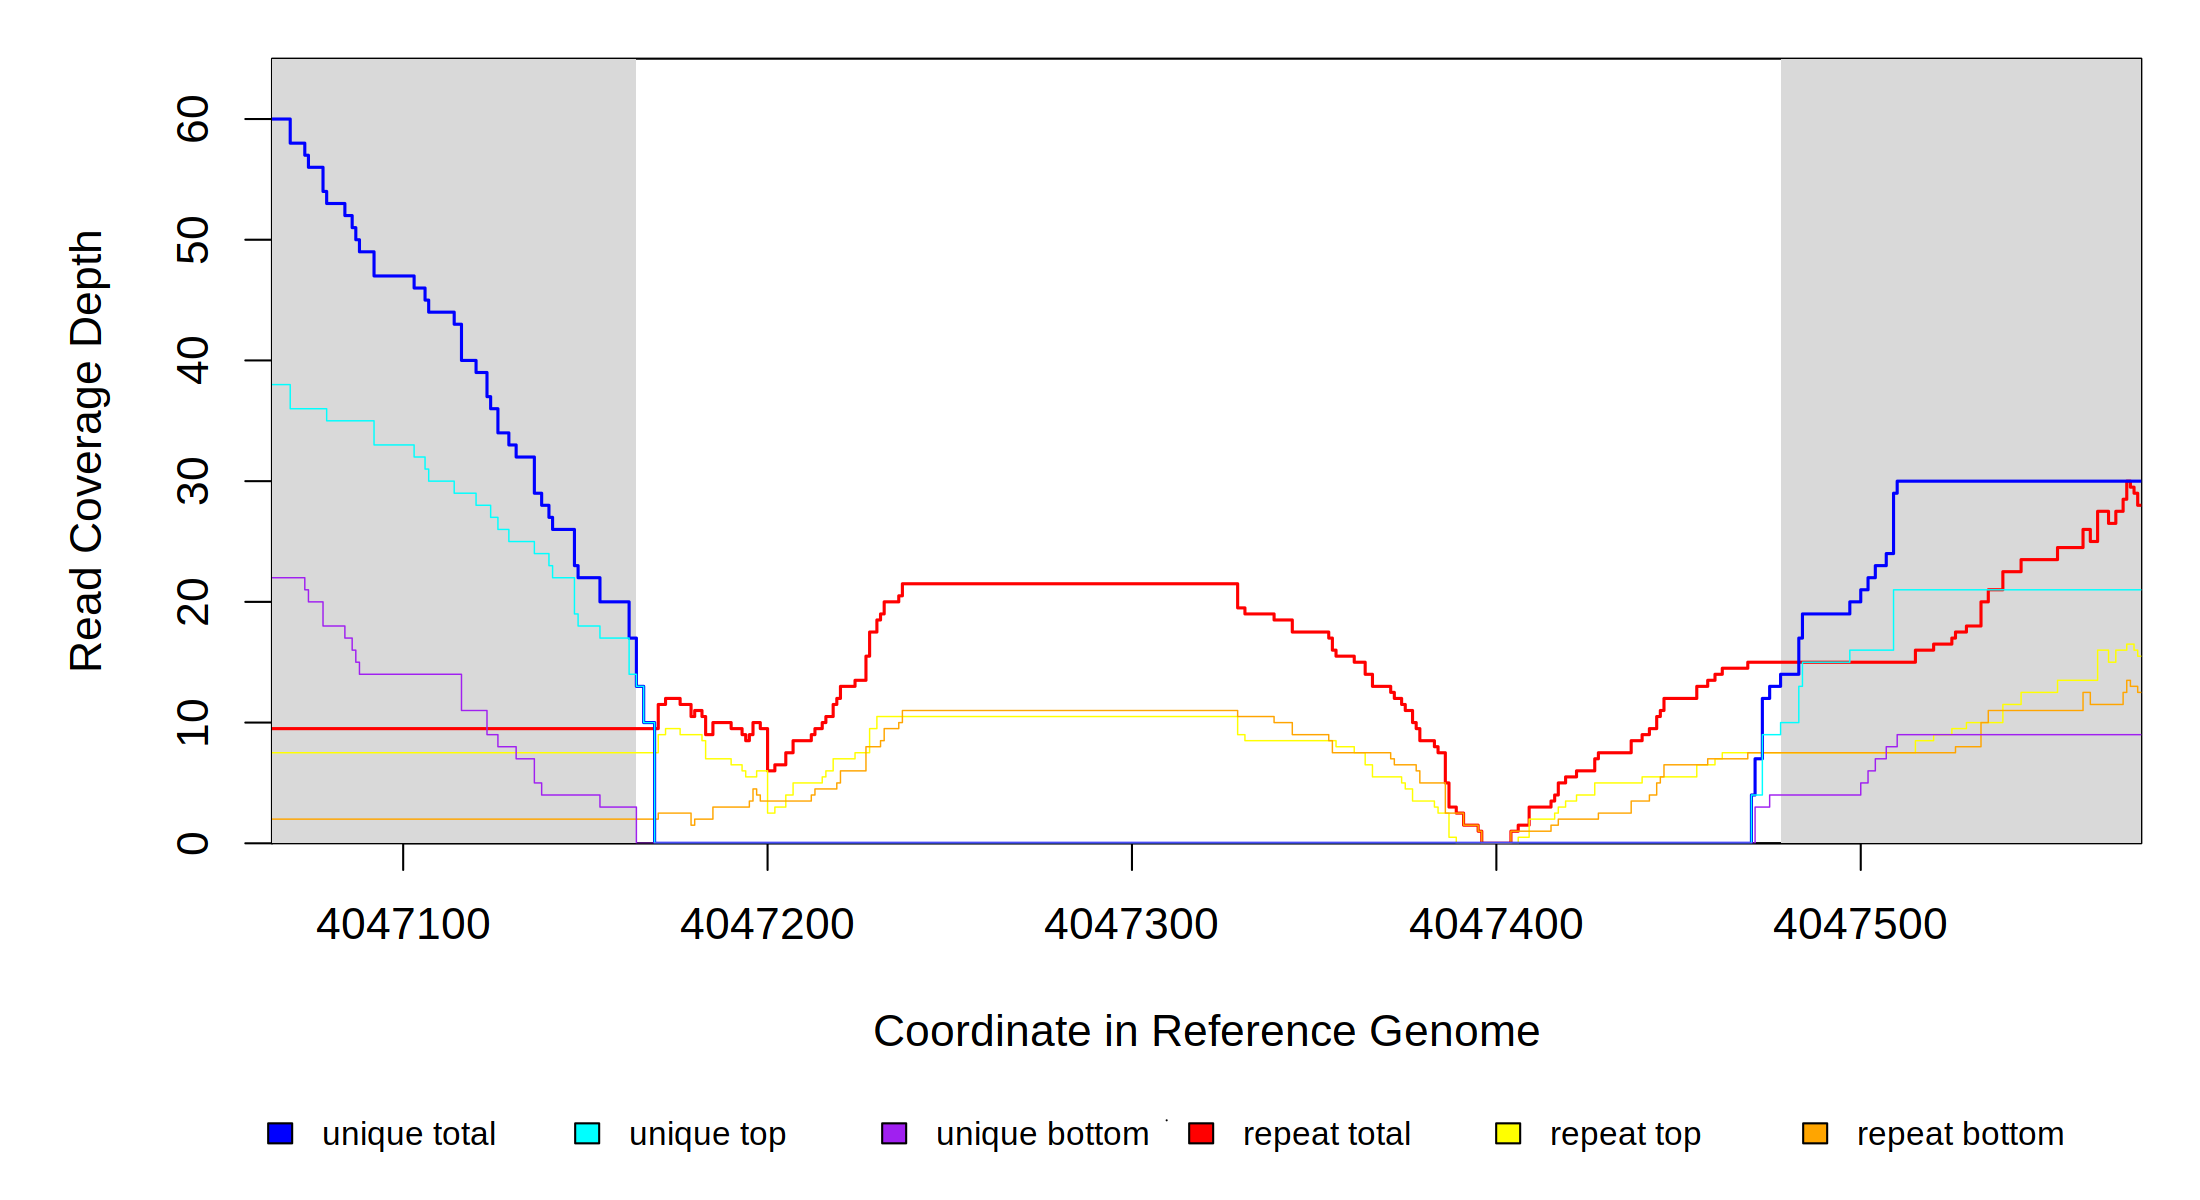 60
50
40
30
20
10
0
Read Coverage Depth
4047100 4047200 4047300 4047400 4047500
Coordinate in Reference Genome
unique total unique top unique bottom repeat total repeat top repeat bottom